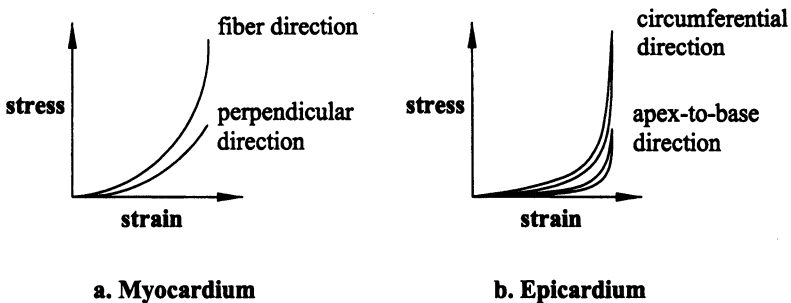 fiber direction
stress
perpendicular
direction
strain
a. Myocardium
circumferential
direction
stress
apex-to-base
direction
strain
b. Epicardium